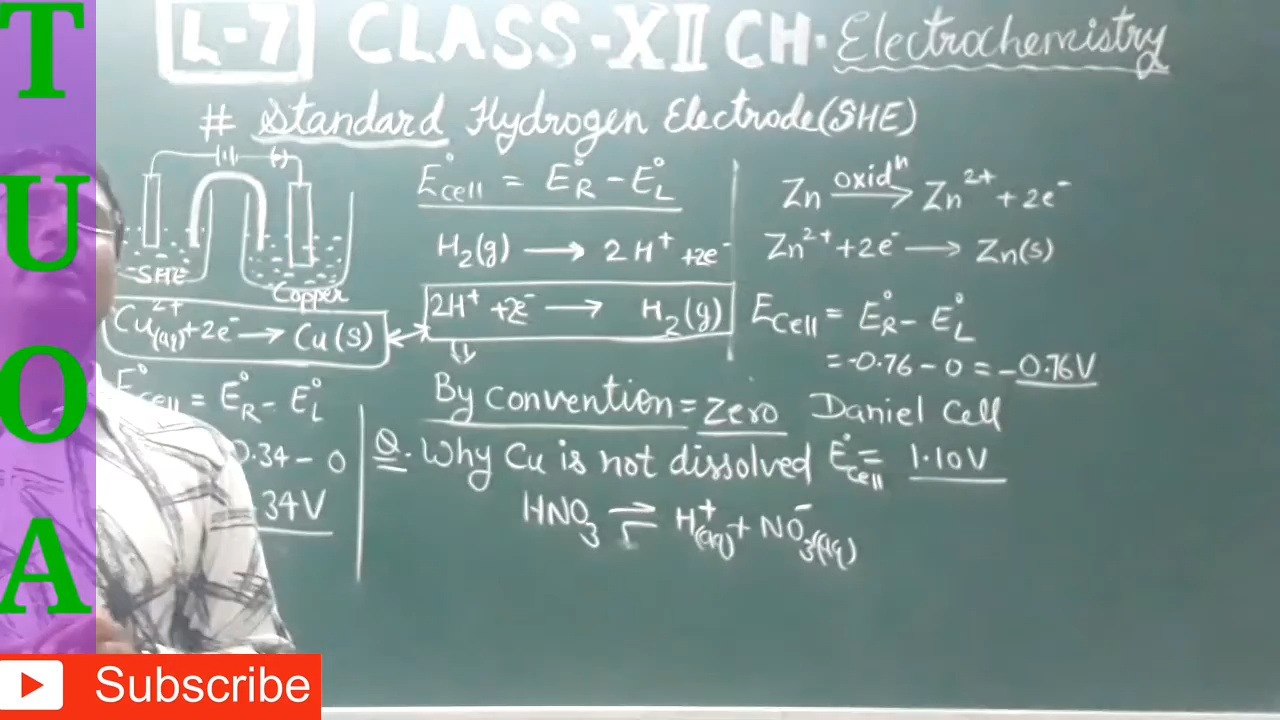 TUOA
L-7 CLASS-XII CH. Electrochemistry
# Standard Hydrogen Electrode (SHE)
SHE
Copper
Cu²⁺(aq) + 2e⁻ → Cu(s)
E°cell = E°R - E°L
0.34 - 0
.34V
E°cell = E°R - E°L
H₂(g) → 2H⁺ + 2e⁻
2H⁺ + 2e⁻ → H₂(g)
By convention = Zero
Q. Why Cu is not dissolved
HNO₃ ⇌ H⁺(aq) + NO₃⁻(aq)
Zn oxidⁿ → Zn²⁺ + 2e⁻
Zn²⁺ + 2e⁻ → Zn(s)
E°Cell = E°R - E°L
= -0.76 - 0 = -0.76V
Daniel Cell
E°cell = 1.10V
Subscribe